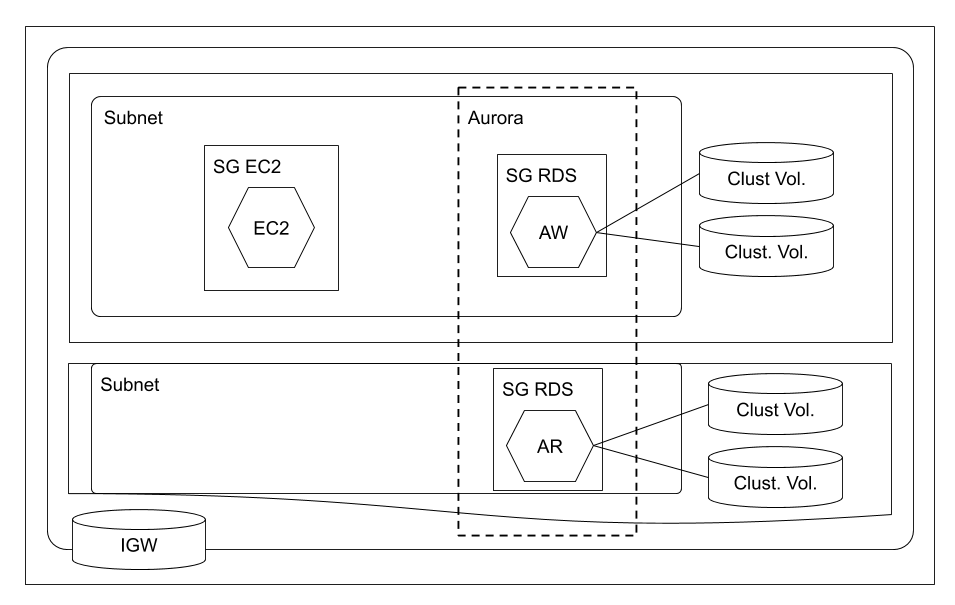 Subnet
Aurora
SG EC2
EC2
SG RDS
AW
Clust Vol.
Clust. Vol.
Subnet
SG RDS
AR
Clust Vol.
Clust. Vol.
IGW